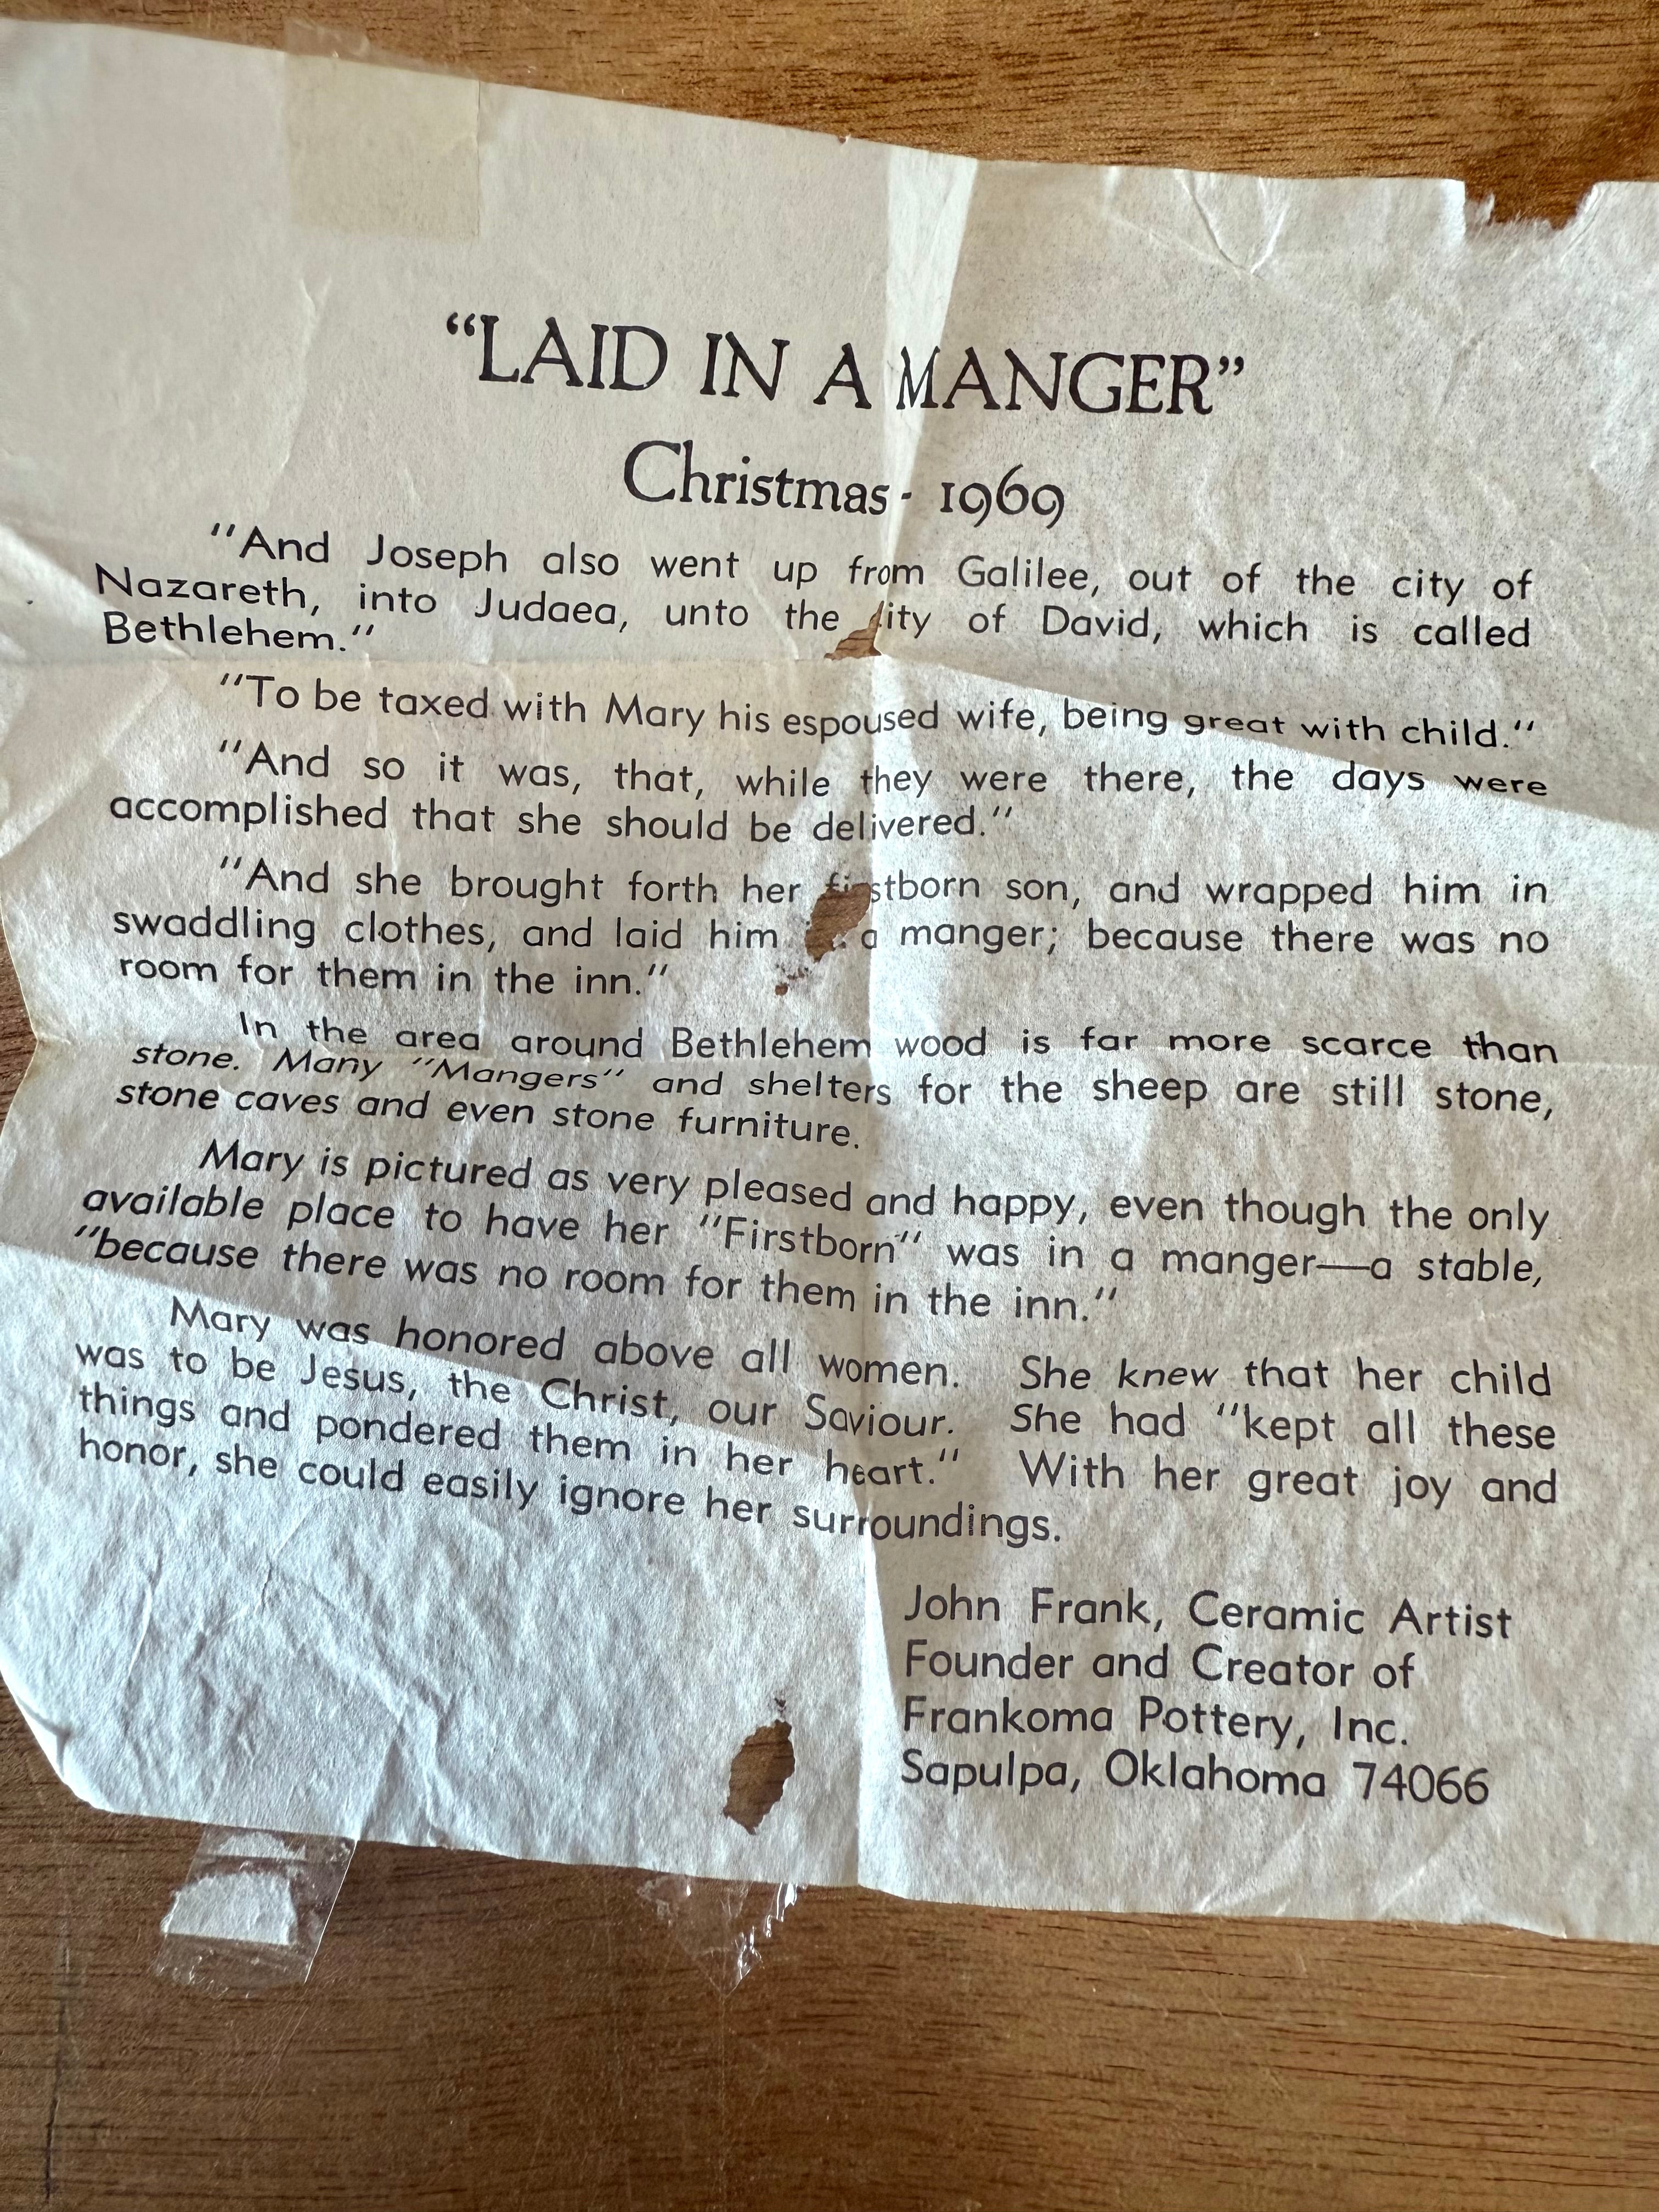 “LAID IN A MANGER”
Christmas - 1969
"And Joseph also went up from Galilee, out of the city of
Nazareth, into Judaea, unto the city of David, which is called
Bethlehem."
"To be taxed with Mary his espoused wife, being great with child."
"And so it was, that, while they were there, the days were
accomplished that she should be delivered."
"And she brought forth her firstborn son, and wrapped him in
swaddling clothes, and laid him a manger; because there was no
room for them in the inn."
In the area around Bethlehem wood is far more scarce than
stone. Many "Mangers" and shelters for the sheep are still stone,
stone caves and even stone furniture.
Mary is pictured as very pleased and happy, even though the only
available place to have her "Firstborn" was in a manger—a stable,
"because there was no room for them in the inn."
Mary was honored above all women. She knew that her child
was to be Jesus, the Christ, our Saviour. She had "kept all these
things and pondered them in her heart." With her great joy and
honor, she could easily ignore her surroundings.
John Frank, Ceramic Artist
Founder and Creator of
Frankoma Pottery, Inc.
Sapulpa, Oklahoma 74066